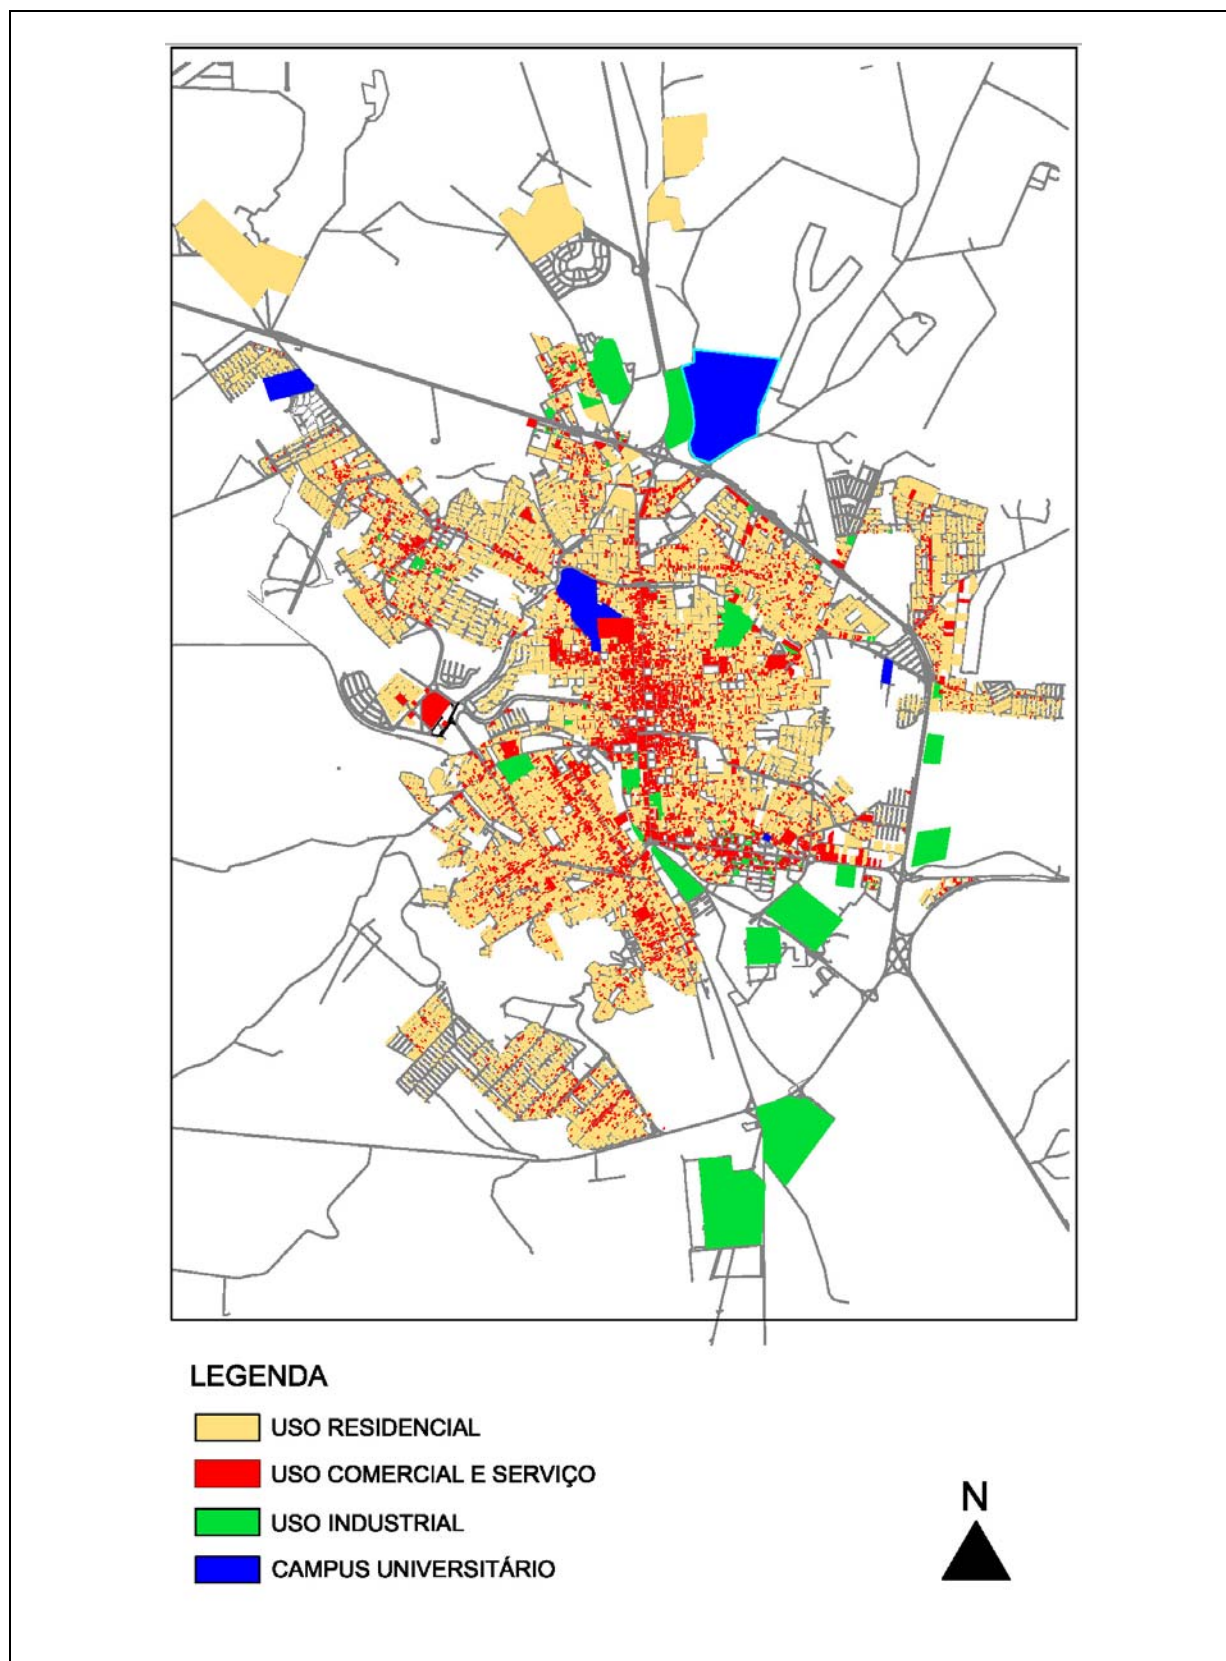 LEGENDA
USO RESIDENCIAL
USO COMERCIAL E SERVIÇO
USO INDUSTRIAL
CAMPUS UNIVERSITÁRIO
N